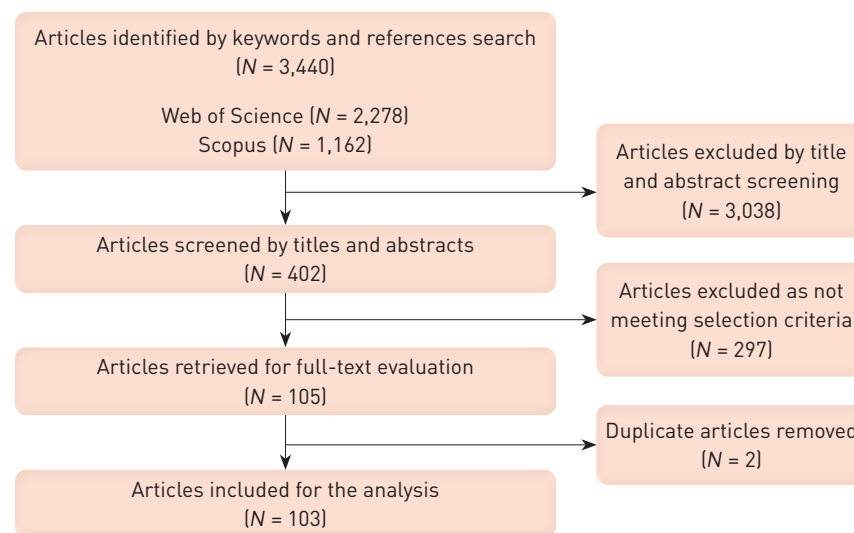 Articles identified by keywords and references search
(N = 3,440)
Web of Science (N = 2,278)
Scopus (N = 1,162)
Articles excluded by title
and abstract screening
(N = 3,038)
Articles screened by titles and abstracts
(N = 402)
Articles excluded as not
meeting selection criteria
(N = 297)
Articles retrieved for full-text evaluation
(N = 105)
Duplicate articles removed
(N = 2)
Articles included for the analysis
(N = 103)